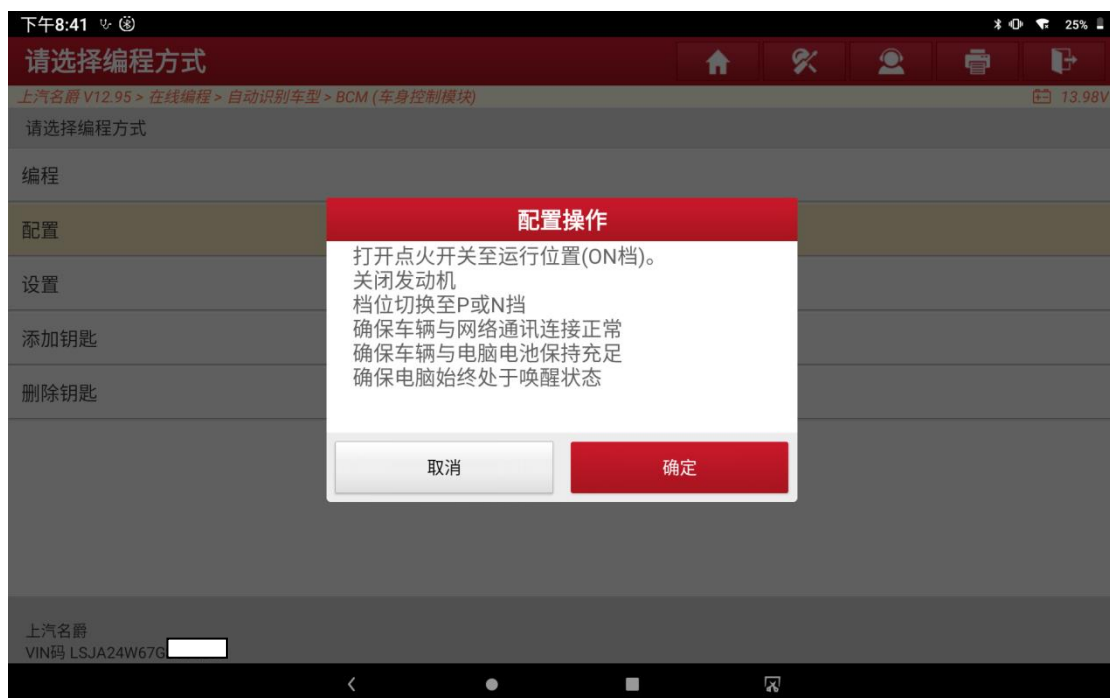 下午8:41
25%
请选择编程方式
上汽名爵 V12.95 > 在线编程 > 自动识别车型 > BCM (车身控制模块)
13.98V
请选择编程方式
编程
配置
设置
添加钥匙
删除钥匙
配置操作
打开点火开关至运行位置(ON档)。
关闭发动机
档位切换至P或N挡
确保车辆与网络通讯连接正常
确保车辆与电脑电池保持充足
确保电脑始终处于唤醒状态
取消
确定
上汽名爵
VIN码 LSJA24W67G